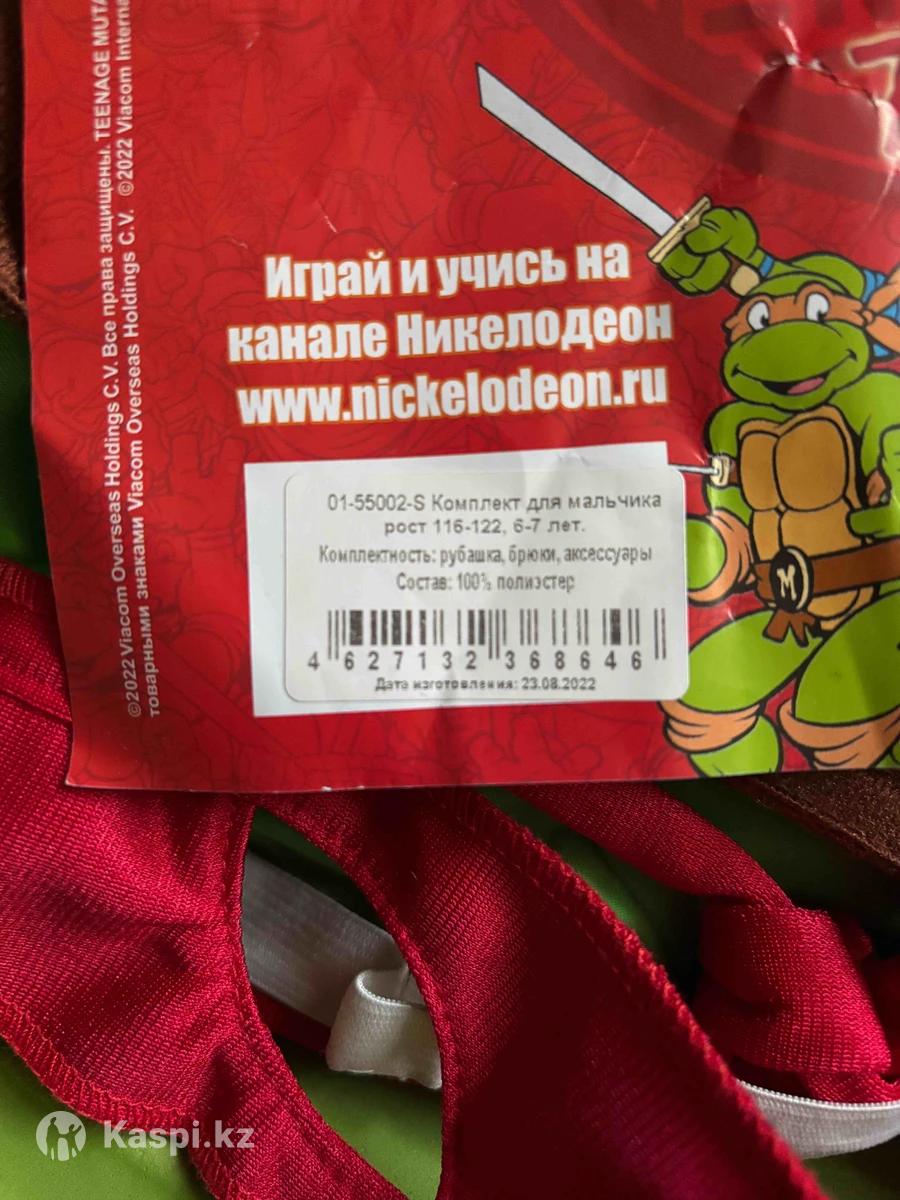 ©2022 Viacom Overseas Holdings C.V. Все права защищены. TEENAGE
товарными знаками Viacom Overseas Holdings C.V. ©2022 Viacom
Играй и учись на
канале Никелодеон
www.nickelodeon.ru
01-55002-S Комплект для мальчика
рост 116-122, 6-7 лет.
Комплектность: рубашка, брюки, аксессуары
Состав: 100% полиэстер
4 627132 368646
Дата изготовления: 23.08.2022
M
Kaspi.kz